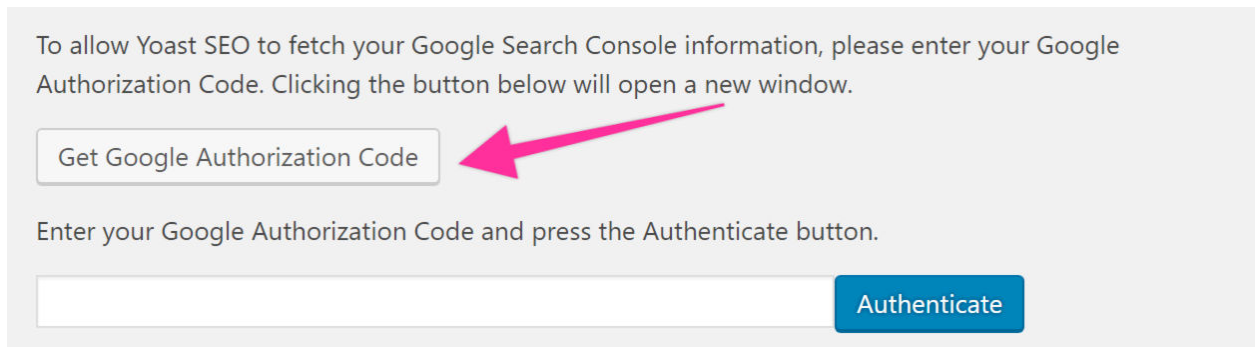 To allow Yoast SEO to fetch your Google Search Console information, please enter your Google
Authorization Code. Clicking the button below will open a new window.
Get Google Authorization Code
Enter your Google Authorization Code and press the Authenticate button.
Authenticate